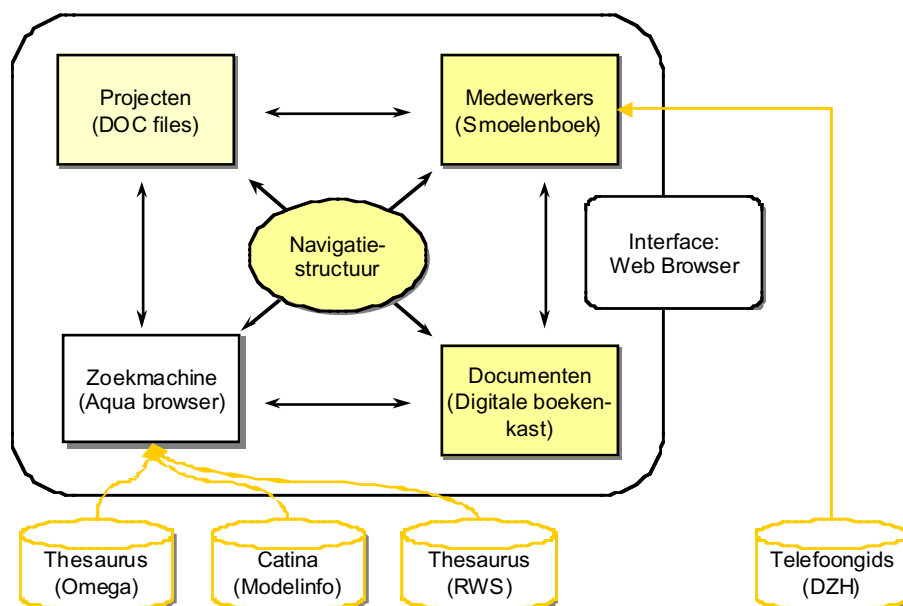 Projecten
(DOC files)
Medewerkers
(Smoelenboek)
Navigatie-
structuur
Interface:
Web Browser
Zoekmachine
(Aqua browser)
Documenten
(Digitale boeken-
kast)
Thesaurus
(Omega)
Catina
(Modelinfo)
Thesaurus
(RWS)
Telefoongids
(DZH)